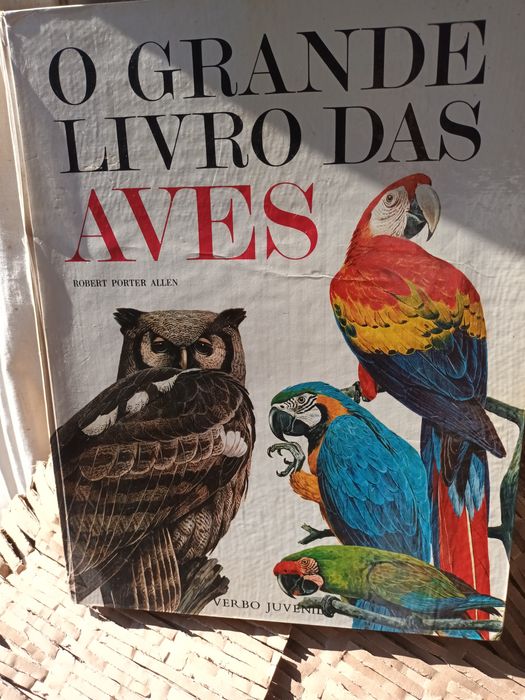 O GRANDE
LIVRO DAS
AVES
ROBERT PORTER ALLEN
VERBO JUVENIL